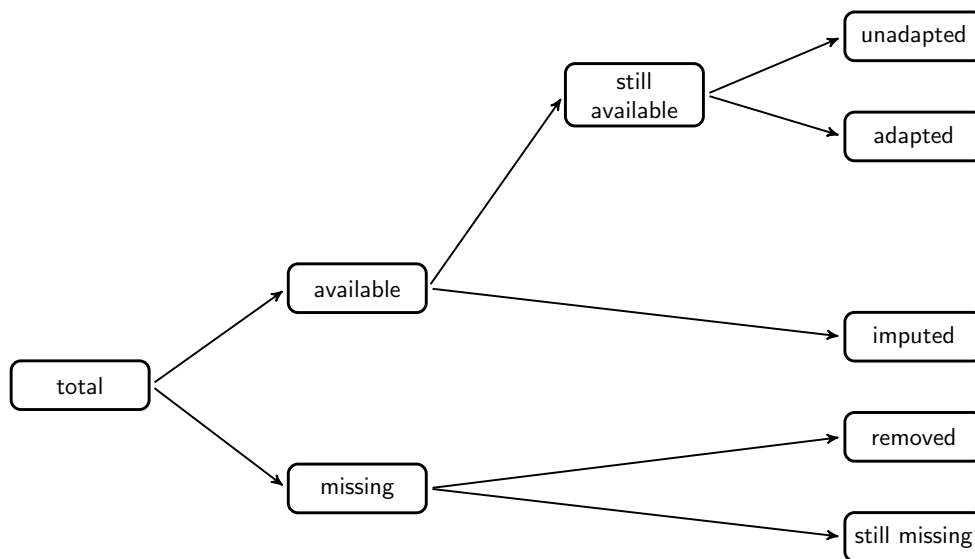 unadapted
still
available
adapted
available
imputed
total
removed
missing
still missing